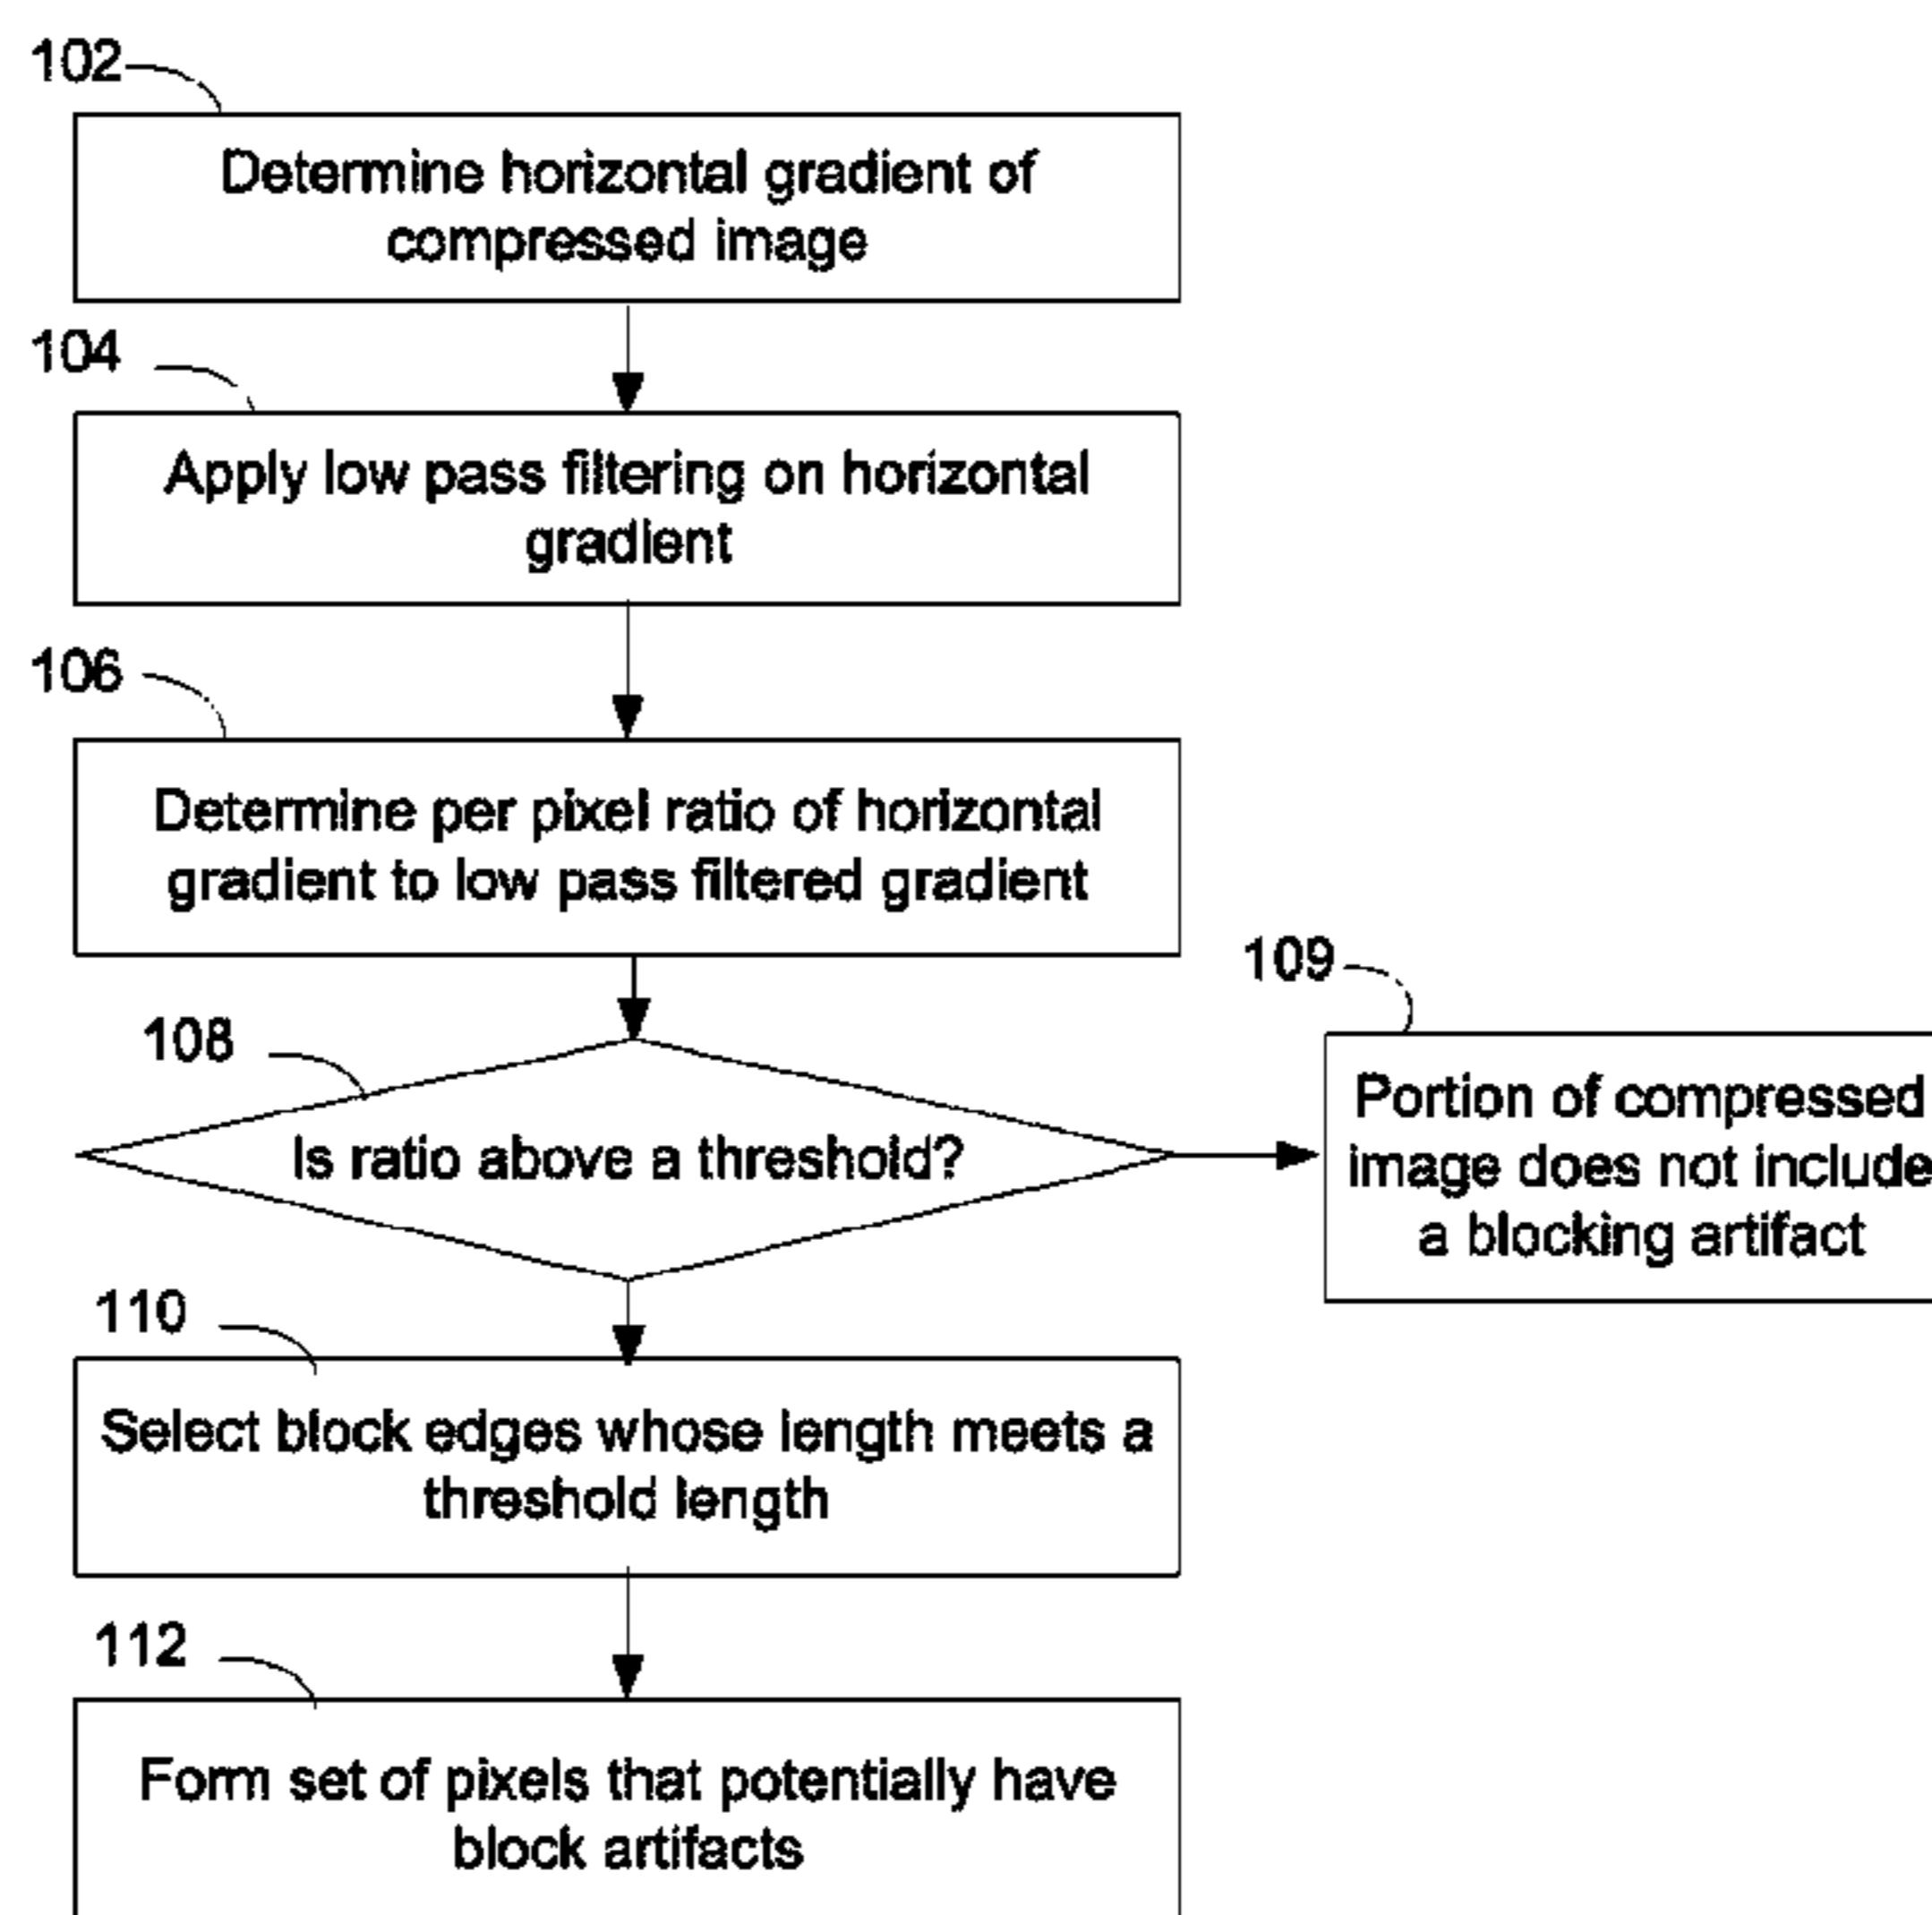 102
Determine horizontal gradient of
compressed image
104
Apply low pass filtering on horizontal
gradient
106
Determine per pixel ratio of horizontal
gradient to low pass filtered gradient
108
Is ratio above a threshold?
109
Portion of compressed
image does not include
a blocking artifact
110
Select block edges whose length meets a
threshold length
112
Form set of pixels that potentially have
block artifacts